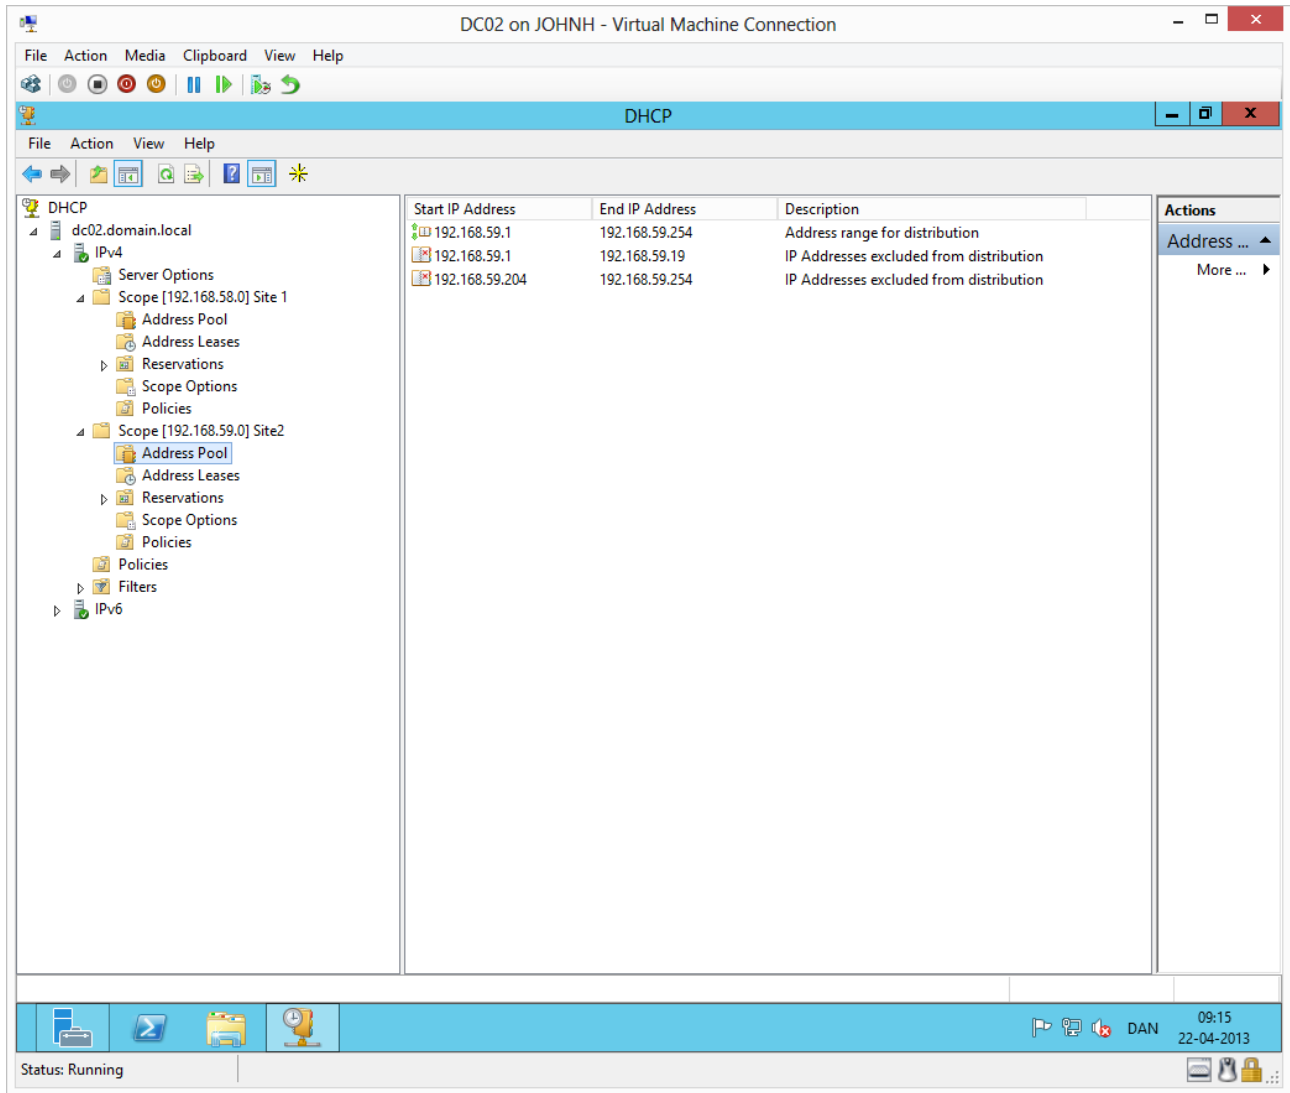 DC02 on JOHNH - Virtual Machine Connection
File Action Media Clipboard View Help
DHCP
File Action View Help
DHCP
dc02.domain.local
IPv4
Server Options
Scope [192.168.58.0] Site 1
Address Pool
Address Leases
Reservations
Scope Options
Policies
Scope [192.168.59.0] Site2
Address Pool
Address Leases
Reservations
Scope Options
Policies
Policies
Filters
IPv6
Start IP Address End IP Address Description
192.168.59.1 192.168.59.254 Address range for distribution
192.168.59.1 192.168.59.19 IP Addresses excluded from distribution
192.168.59.204 192.168.59.254 IP Addresses excluded from distribution
Actions
Address ...
More ...
DAN
09:15
22-04-2013
Status: Running